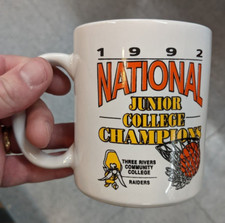 1992
NATIONAL
JUNIOR
COLLEGE
CHAMPIONS
THREE RIVERS
COMMUNITY
COLLEGE
RAIDERS